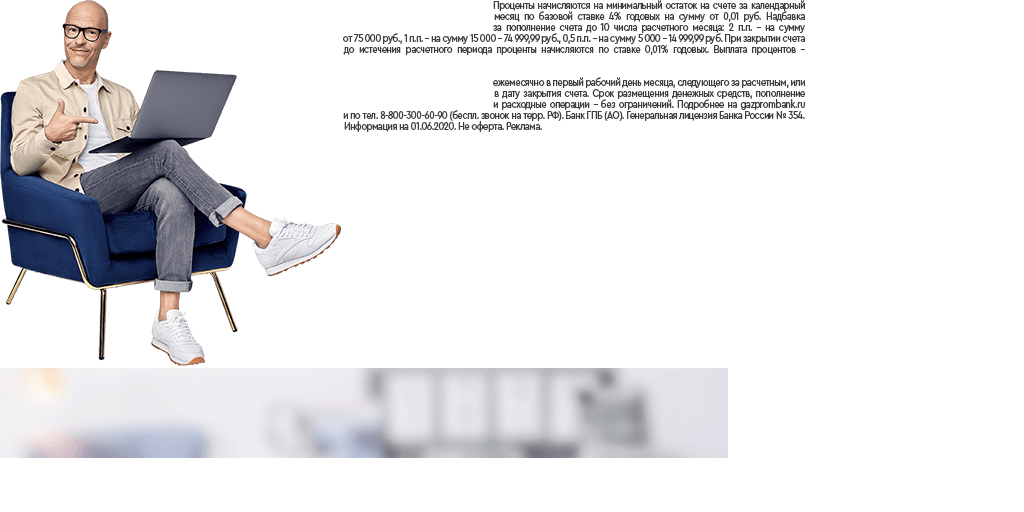 Проценты начисляются на минимальный остаток на счете за календарный
месяц по базовой ставке 4% годовых на сумму от 0,01 руб. Надбавка
за пополнение счета до 10 числа расчетного месяца: 2 п.п. – на сумму
от 75 000 руб., 1 п.п. – на сумму 15 000 – 74 999,99 руб., 0,5 п.п. – на сумму 5 000 – 14 999,99 руб. При закрытии счета
до истечения расчетного периода проценты начисляются по ставке 0,01% годовых. Выплата процентов –
ежемесячно в первый рабочий день месяца, следующего за расчетным, или
в дату закрытия счета. Срок размещения денежных средств, пополнение
и расходные операции – без ограничений. Подробнее на gazprombank.ru
и по тел. 8-800-300-60-90 (беспл. звонок на терр. РФ). Банк ГПБ (АО). Генеральная лицензия Банка России № 354.
Информация на 01.06.2020. Не оферта. Реклама.